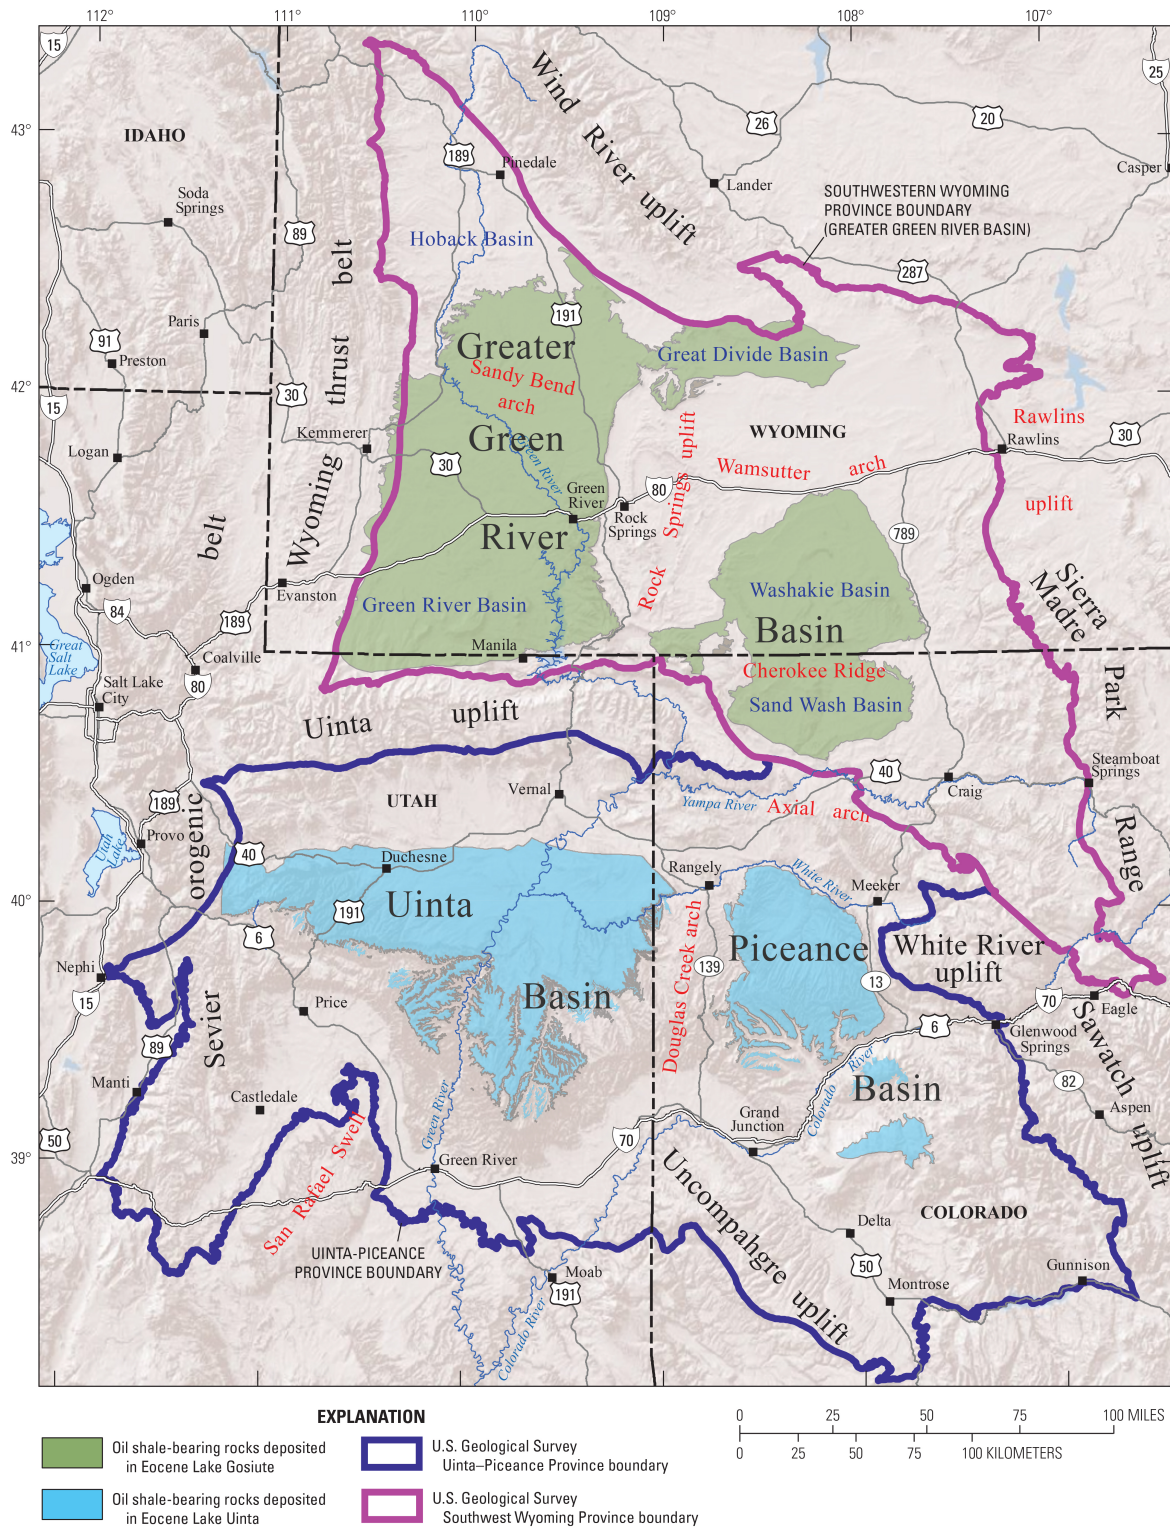 112° 111° 110° 109° 108° 107°
15
25
26
20
43°
IDAHO
Wind River uplift
189
Pinedale
Casper
Lander
Soda
Springs
SOUTHWESTERN WYOMING
PROVINCE BOUNDARY
(GREATER GREEN RIVER BASIN)
89
Hoback Basin
287
Wyoming thrust belt
Paris
191
91
Preston
Greater
Great Divide Basin
Sandy Bend
arch
42°
30
15
Rawlins
uplift
Kemmerer
Green
WYOMING
Rawlins
30
Logan
30
Green River
Rock Springs uplift
Wamsutter arch
Green
River
80
Rock
Springs
River
789
Ogden
84
189
Evanston
Green River Basin
Washakie Basin
Sierra
Madre
Basin
41°
Great
Salt
Lake
Coalville
80
Manila
Cherokee Ridge
Salt Lake
City
Sand Wash Basin
Park Range
Uinta uplift
Steamboat
Springs
40
Craig
189
UTAH
Vernal
Yampa River
Axial arch
Utah
Lake
Provo
40
Duchesne
Rangely
White River
Meeker
40°
Uinta
191
6
Sevier orogenic belt
Douglas Creek arch
Piceance
White River
uplift
Nephi
139
13
15
Price
Basin
70
Eagle
6
Glenwood
Springs
Sawatch uplift
89
Manti
Castledale
Green River
Colorado River
Basin
82
Aspen
50
70
Grand
Junction
39°
Green River
San Rafael Swell
Uncompahgre uplift
COLORADO
Delta
UINTA-PICEANCE
PROVINCE BOUNDARY
Moab
191
Colorado River
50
Montrose
Gunnison
EXPLANATION
Oil shale-bearing rocks deposited
in Eocene Lake Gosiute
Oil shale-bearing rocks deposited
in Eocene Lake Uinta
U.S. Geological Survey
Uinta–Piceance Province boundary
U.S. Geological Survey
Southwest Wyoming Province boundary
0 25 50 75 100 MILES
0 25 50 75 100 KILOMETERS